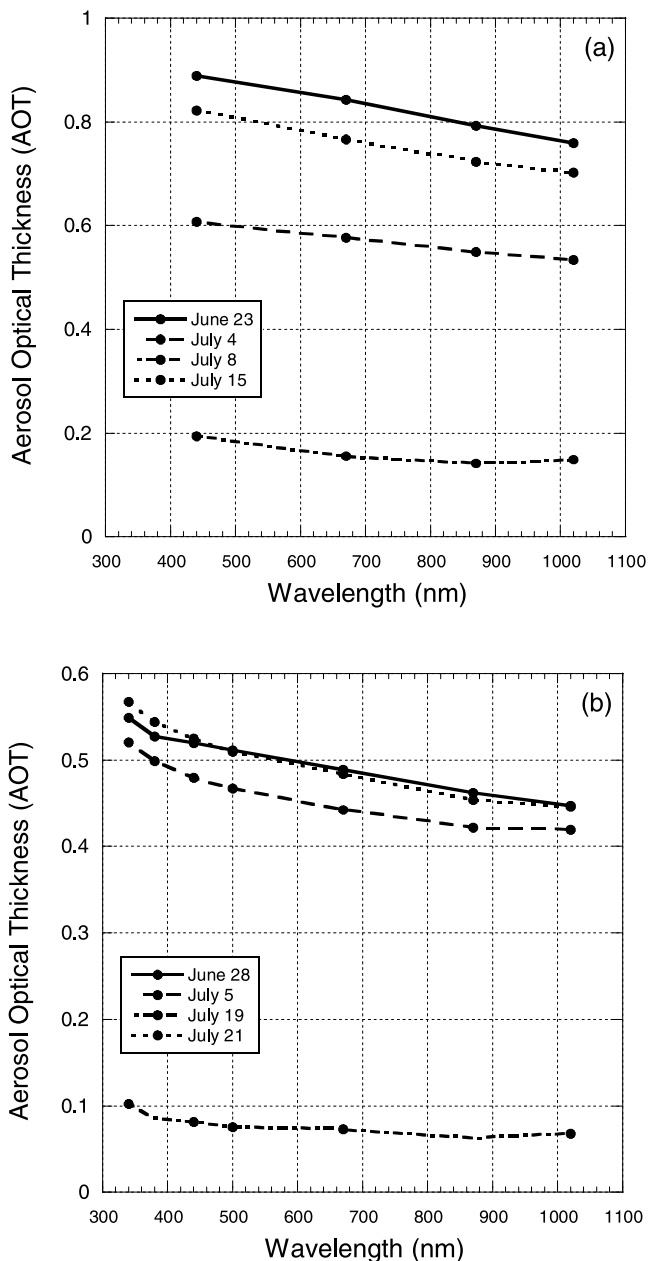 (a)
Aerosol Optical Thickness (AOT)
1
0.8
0.6
0.4
0.2
0
June 23
July 4
July 8
July 15
300 400 500 600 700 800 900 1000 1100
Wavelength (nm)
(b)
Aerosol Optical Thickness (AOT)
0.6
0.5
0.4
0.3
0.2
0.1
0
June 28
July 5
July 19
July 21
300 400 500 600 700 800 900 1000 1100
Wavelength (nm)